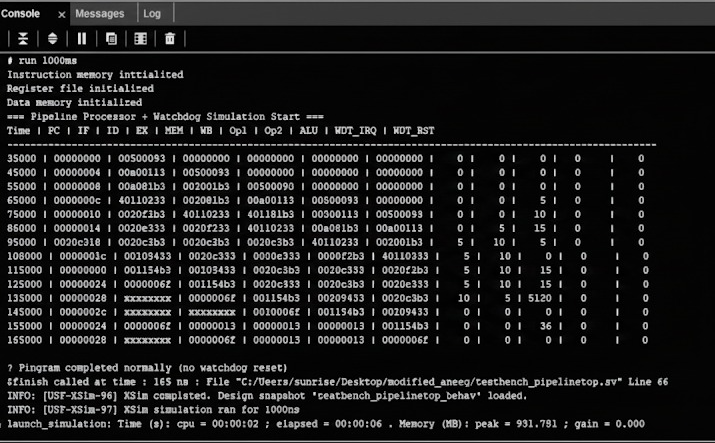 Console × Messages Log
# run 1000ms
Instruction memory inttialited
Register file initialized
Data memory initialized
=== Pipeline Processor + Watchdog Simulation Start ===
Time | PC | IF | ID | EX | MEM | WB | Op1 | Op2 | ALU | WDT_IRQ | WDT_RST
35000 | 00000000 | 00500093 | 00000000 | 00000000 | 00000000 | 00000000 | 0 | 0 | 0 | 0 | 0
45000 | 00000004 | 00a00113 | 00500093 | 00000000 | 00000000 | 00000000 | 0 | 0 | 0 | 0 | 0
55000 | 00000008 | 00a081b3 | 002001b3 | 00500090 | 00000000 | 00000000 | 0 | 0 | 0 | 0 | 0
65000 | 0000000c | 40110233 | 002081b3 | 00a00113 | 00500093 | 00000000 | 0 | 0 | 5 | 0 | 0
75000 | 00000010 | 0020f3b3 | 40110233 | 401181b3 | 00300113 | 00500093 | 0 | 0 | 10 | 0 | 0
86000 | 00000014 | 0020e333 | 0020f233 | 40110233 | 00a081b3 | 00a00113 | 0 | 5 | 15 | 0 | 0
95000 | 0020c318 | 0020c3b3 | 0020c3b3 | 0020c3b3 | 40110233 | 002001b3 | 5 | 10 | 5 | 0 | 0
108000 | 0000001c | 00109433 | 0020c333 | 0000e333 | 0000f2b3 | 40110333 | 5 | 10 | 0 | 0 | 0
115000 | 00000000 | 001154b3 | 00109433 | 0020c3b3 | 0020c333 | 0020f2b3 | 5 | 10 | 15 | 0 | 0
125000 | 00000024 | 0000006f | 001154b3 | 0020c3b3 | 0020c3b3 | 0020e333 | 5 | 10 | 15 | 0 | 0
135000 | 00000028 | xxxxxxxx | 0000006f | 001154b3 | 00209433 | 0020c3b3 | 10 | 5 | 5120 | 0 | 0
145000 | 0000002c | xxxxxxxx | xxxxxxxx | 0010006f | 001154b3 | 00109433 | 0 | 0 | 0 | 0 | 0
155000 | 00000024 | 0000006f | 00000013 | 00000013 | 00000013 | 001154b3 | 0 | 0 | 36 | 0 | 0
165000 | 00000028 | xxxxxxxx | 0000006f | 00000013 | 00000013 | 0000006f | 0 | 0 | 0 | 0 | 0
? Pingram completed normally (no watchdog reset)
$finish called at time : 165 ns : File "C:/Users/sunrise/Desktop/modified_aneeg/testbench_pipelinetop.sv" Line 66
INFO: [USF-XSim-96] XSim completed. Design snapshot 'teatbench_pipelinetop_behav' loaded.
INFO: [USF-XSim-97] XSim simulation ran for 1000ns
launch_simulation: Time (s): cpu = 00:00:02 ; elapsed = 00:00:06 . Memory (MB): peak = 931.781 ; gain = 0.000